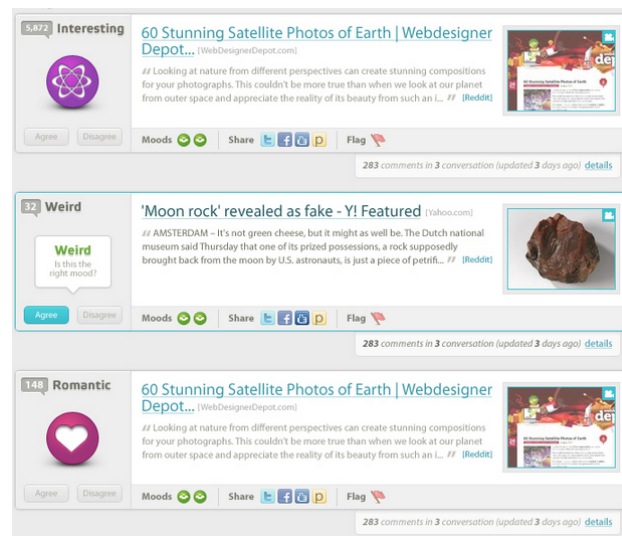 5,872 Interesting
60 Stunning Satellite Photos of Earth | Webdesigner
Depot... [WebDesignerDepot.com]
" Looking at nature from different perspectives can create stunning compositions
for your photographs. This couldn't be more true than when we look at our planet
from outer space and appreciate the reality of its beauty from such an i... " [Reddit]
Agree Disagree
Moods Share Flag
283 comments in 3 conversation (updated 3 days ago) details
32 Weird
Weird
Is this the
right mood?
'Moon rock' revealed as fake - Y! Featured [Yahoo.com]
" AMSTERDAM – It's not green cheese, but it might as well be. The Dutch national
museum said Thursday that one of its prized possessions, a rock supposedly
brought back from the moon by U.S. astronauts, is just a piece of petrifi... " [Reddit]
Agree Disagree
Moods Share Flag
283 comments in 3 conversation (updated 3 days ago) details
148 Romantic
60 Stunning Satellite Photos of Earth | Webdesigner
Depot... [WebDesignerDepot.com]
" Looking at nature from different perspectives can create stunning compositions
for your photographs. This couldn't be more true than when we look at our planet
from outer space and appreciate the reality of its beauty from such an i... " [Reddit]
Agree Disagree
Moods Share Flag
283 comments in 3 conversation (updated 3 days ago) details